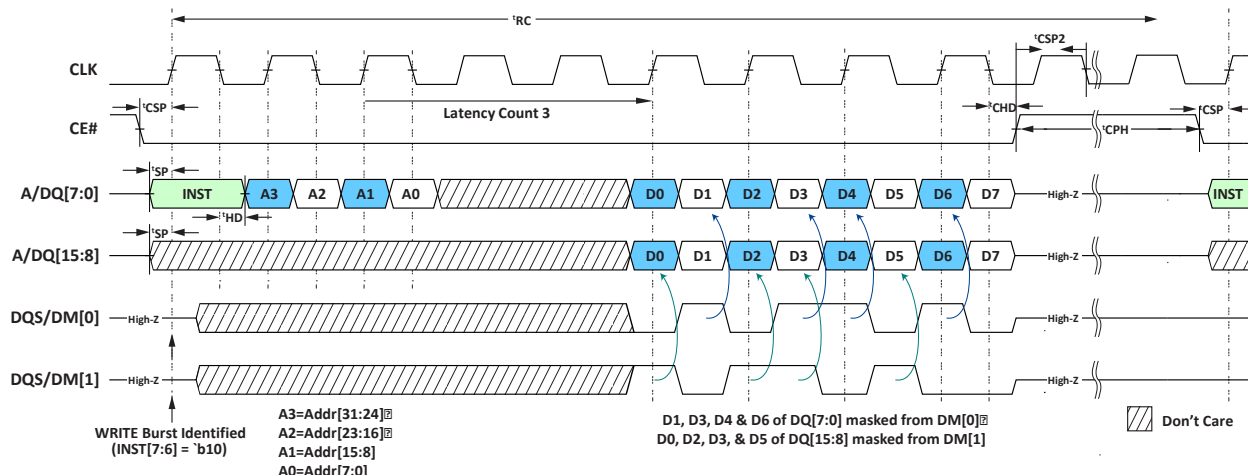 tRC
tCSP2
CLK
tCSP
Latency Count 3
tCHD
tCSP
CE#
tCPH
tSP
A/DQ[7:0]
INST A3 A2 A1 A0 D0 D1 D2 D3 D4 D5 D6 D7 High-Z INST
tHD
tSP
A/DQ[15:8]
D0 D1 D2 D3 D4 D5 D6 D7 High-Z
DQS/DM[0] High-Z High-Z
DQS/DM[1] High-Z High-Z
WRITE Burst Identified
(INST[7:6] = `b10)
A3=Addr[31:24]
A2=Addr[23:16]
A1=Addr[15:8]
A0=Addr[7:0]
D1, D3, D4 & D6 of DQ[7:0] masked from DM[0]
D0, D2, D3, & D5 of DQ[15:8] masked from DM[1]
Don't Care